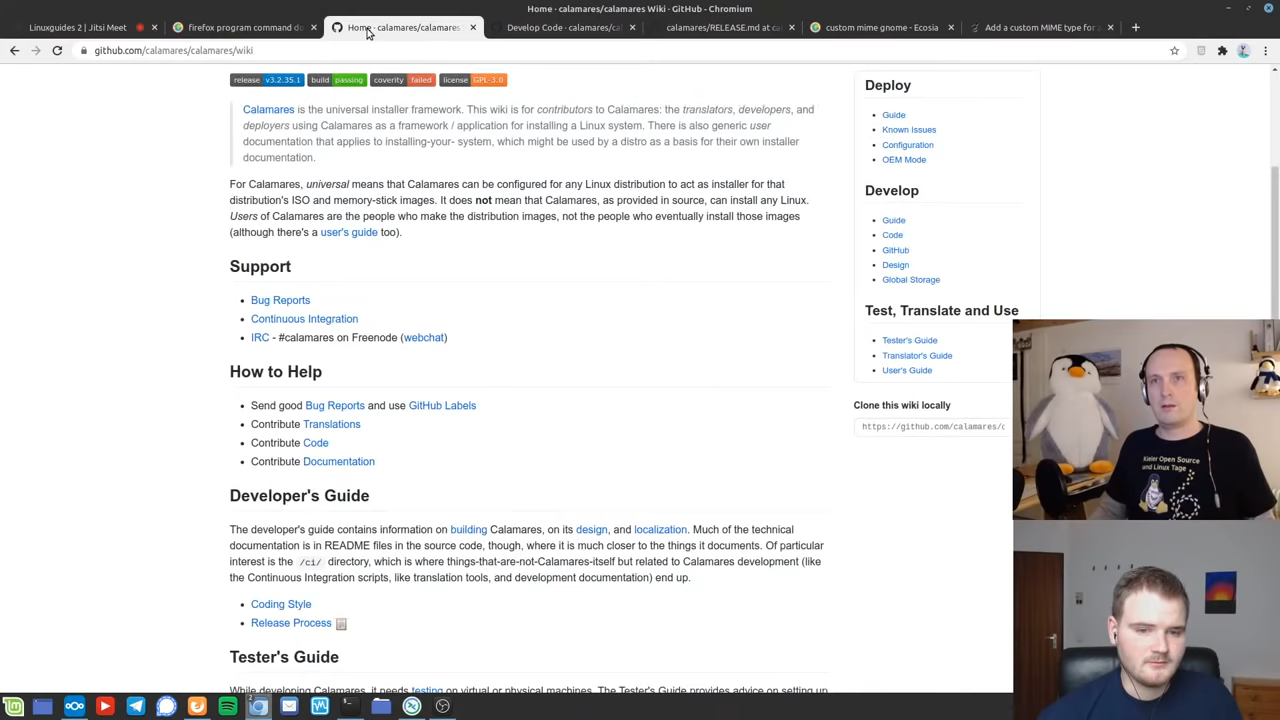 Home · calamares/calamares Wiki - GitHub - Chromium
Linuxguides 2 | Jitsi Meet
firefox program command do
Home · calamares/calamares
Develop Code · calamares/cal
calamares/RELEASE.md at ca
custom mime gnome - Ecosia
Add a custom MIME type for a
github.com/calamares/calamares/wiki
release v3.2.35.1 build passing coverity failed license GPL-3.0
Calamares is the universal installer framework. This wiki is for contributors to Calamares: the translators, developers, and
deployers using Calamares as a framework / application for installing a Linux system. There is also generic user
documentation that applies to installing-your- system, which might be used by a distro as a basis for their own installer
documentation.
For Calamares, universal means that Calamares can be configured for any Linux distribution to act as installer for that
distribution's ISO and memory-stick images. It does not mean that Calamares, as provided in source, can install any Linux.
Users of Calamares are the people who make the distribution images, not the people who eventually install those images
(although there's a user's guide too).
Support
Bug Reports
Continuous Integration
IRC - #calamares on Freenode (webchat)
How to Help
Send good Bug Reports and use GitHub Labels
Contribute Translations
Contribute Code
Contribute Documentation
Developer's Guide
The developer's guide contains information on building Calamares, on its design, and localization. Much of the technical
documentation is in README files in the source code, though, where it is much closer to the things it documents. Of particular
interest is the /ci/ directory, which is where things-that-are-not-Calamares-itself but related to Calamares development (like
the Continuous Integration scripts, like translation tools, and development documentation) end up.
Coding Style
Release Process
Tester's Guide
While developing Calamares, it needs testing on virtual or physical machines. The Tester's Guide provides advice on setting up
Deploy
Guide
Known Issues
Configuration
OEM Mode
Develop
Guide
Code
GitHub
Design
Global Storage
Test, Translate and Use
Tester's Guide
Translator's Guide
User's Guide
Clone this wiki locally
https://github.com/calamares/c
Kieler Open Source
und Linux Tage